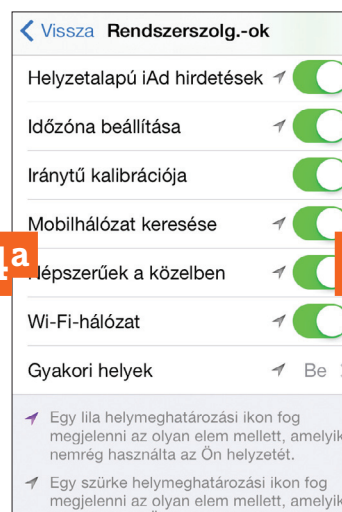 Vissza Rendszerszolg.-ok
Helyzetalapú iAd hirdetések
Időzóna beállítása
Iránytű kalibrációja
Mobilhálózat keresése
4a
Népszerűek a közelben
Wi-Fi-hálózat
Gyakori helyek Be
Egy lila helymeghatározási ikon fog
megjelenni az olyan elem mellett, amelyik
nemrég használta az Ön helyzetét.
Egy szürke helymeghatározási ikon fog
megjelenni az olyan elem mellett, amelyik